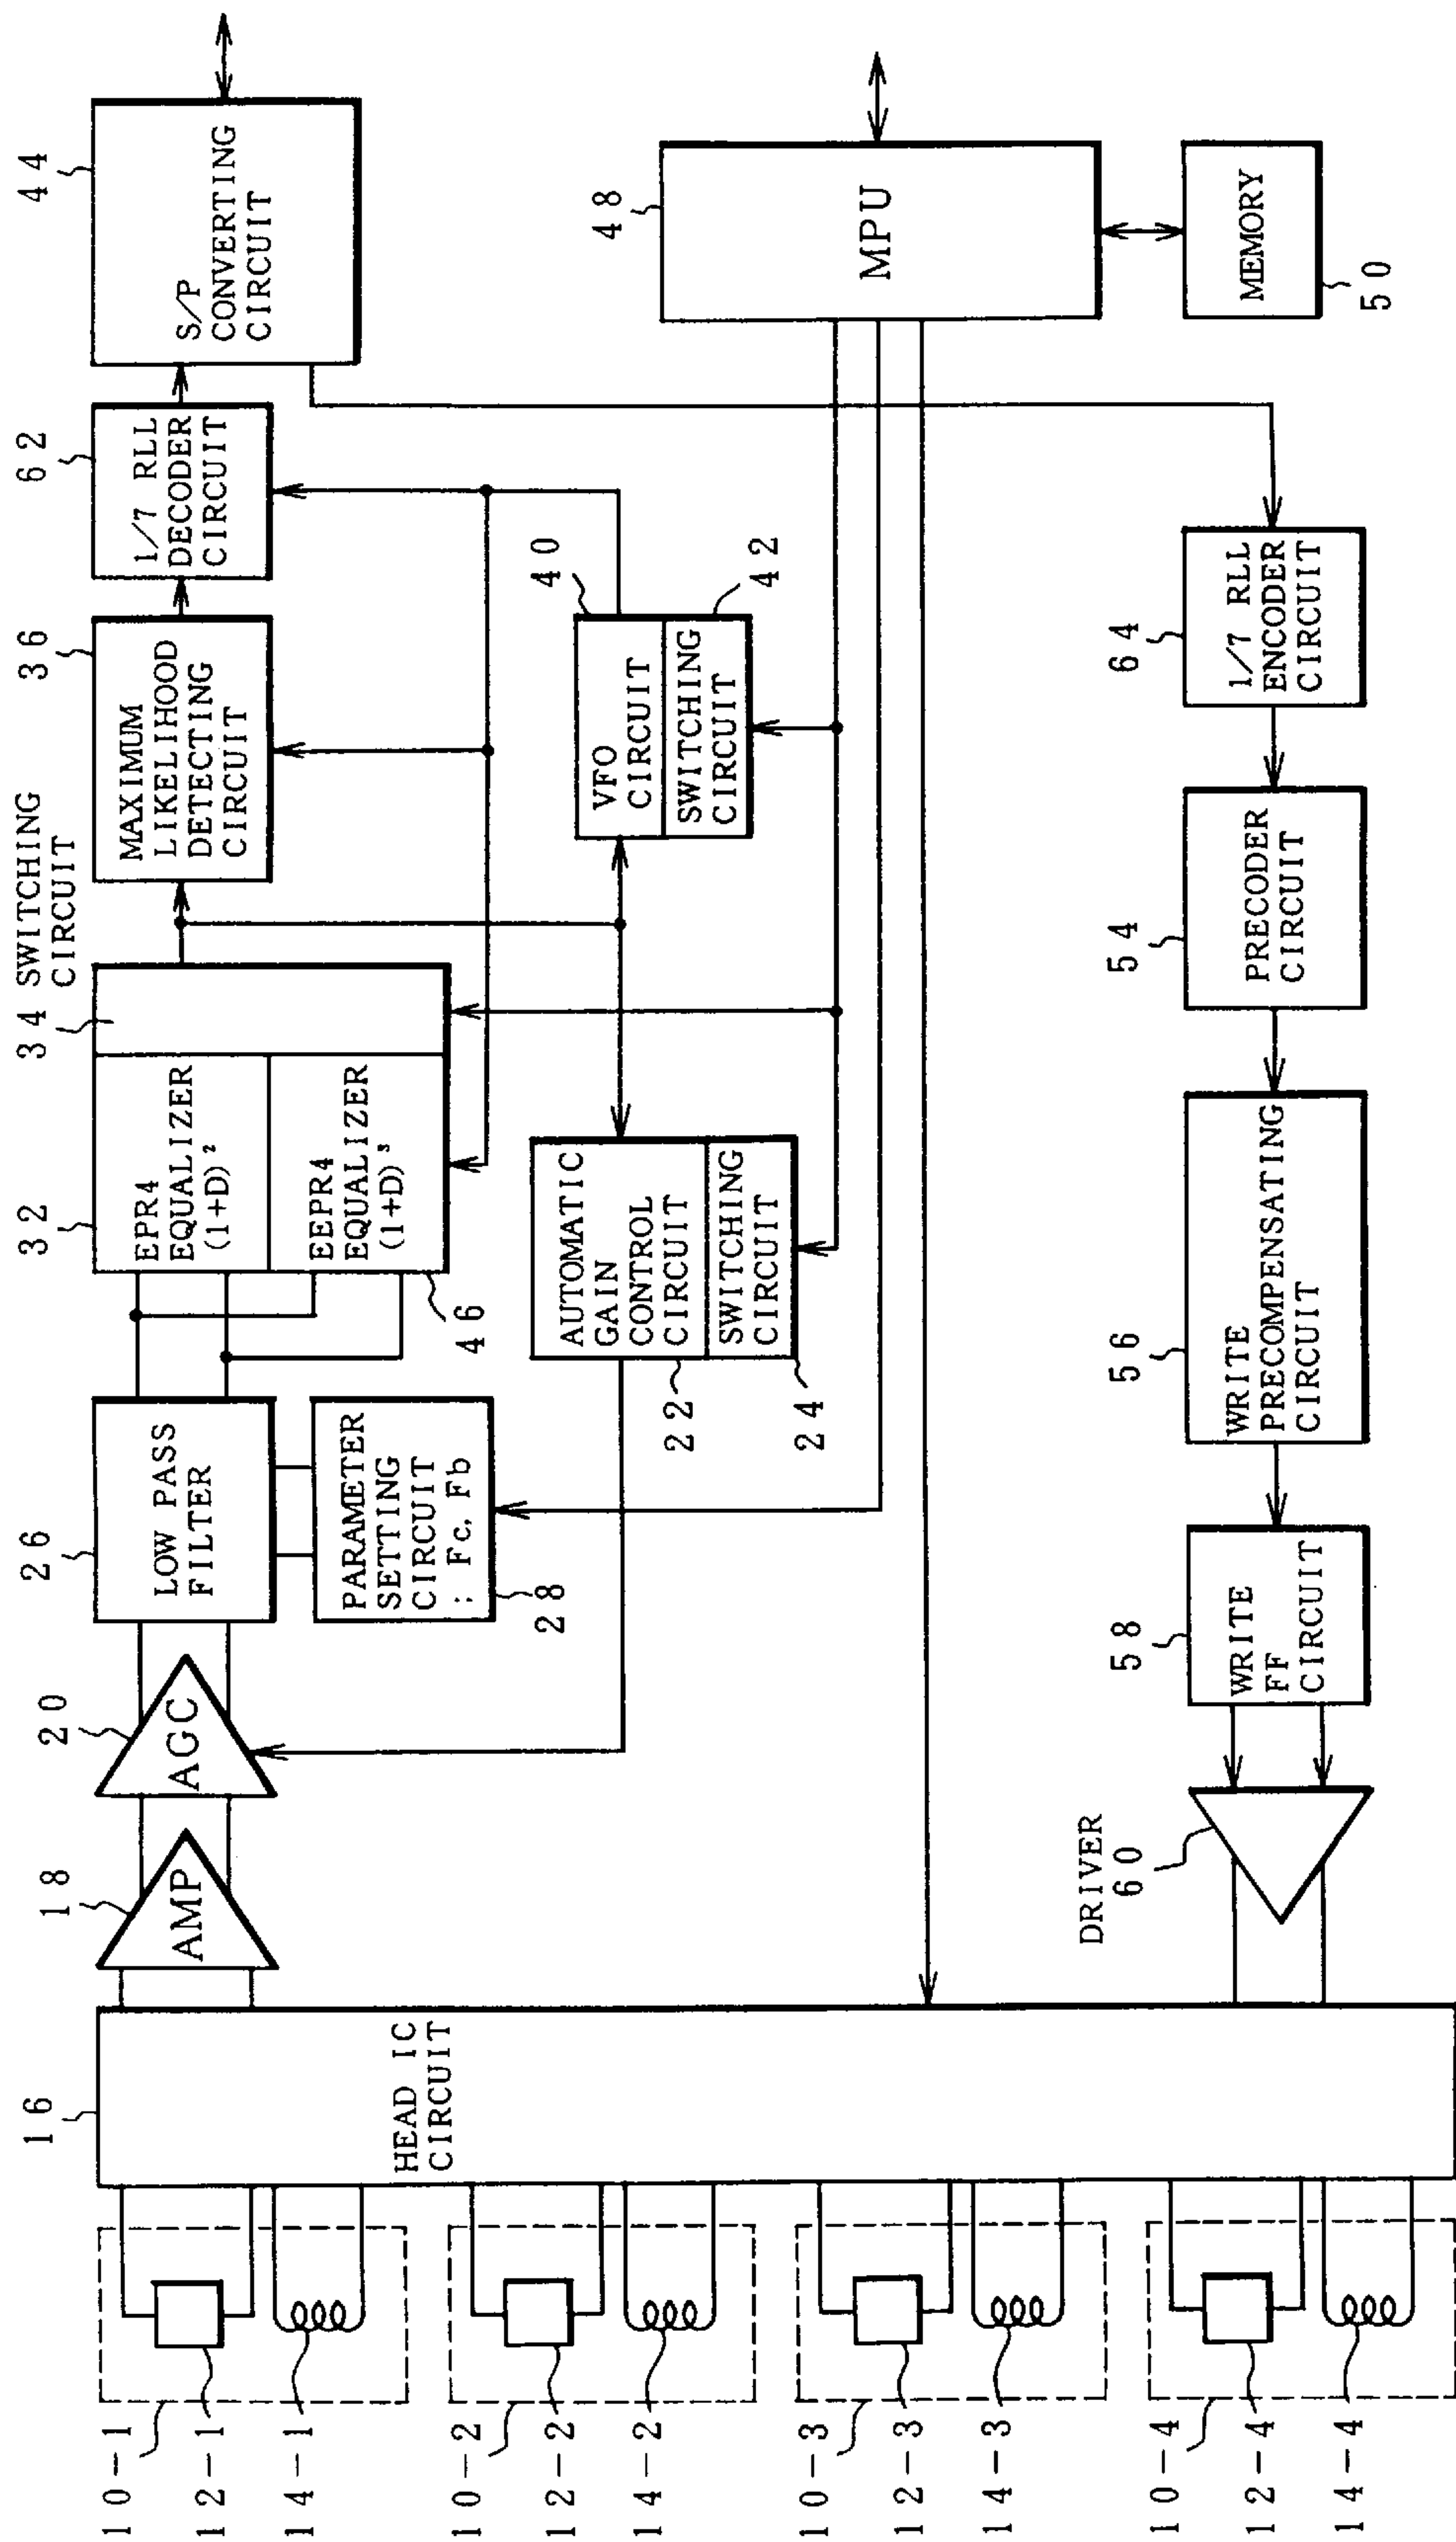 10-1
12-1
14-1
10-2
12-2
14-2
10-3
12-3
14-3
10-4
12-4
14-4
16
HEAD IC
CIRCUIT
18
AMP
20
AGC
26
LOW PASS
FILTER
PARAMETER
SETTING
CIRCUIT
: Fc, Fb
28
32
EPR4
EQUALIZER
(1+D)²
EEPR4
EQUALIZER
(1+D)³
46
34 SWITCHING
CIRCUIT
AUTOMATIC
GAIN
CONTROL
CIRCUIT
SWITCHING
CIRCUIT
22
24
36
MAXIMUM
LIKELIHOOD
DETECTING
CIRCUIT
40
VFO
CIRCUIT
SWITCHING
CIRCUIT
42
62
1/7 RLL
DECODER
CIRCUIT
44
S/P
CONVERTING
CIRCUIT
48
MPU
MEMORY
50
64
1/7 RLL
ENCODER
CIRCUIT
54
PRECODER
CIRCUIT
56
WRITE
PRECOMPENSATING
CIRCUIT
58
WRITE
FF
CIRCUIT
DRIVER
60